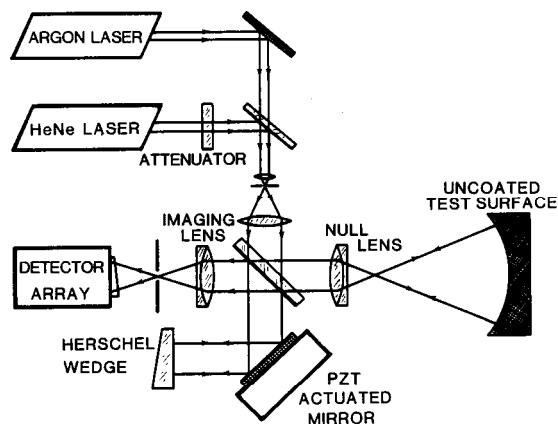 ARGON LASER
HeNe LASER
ATTENUATOR
UNCOATED
TEST SURFACE
IMAGING
LENS
NULL
LENS
DETECTOR
ARRAY
HERSCHEL
WEDGE
PZT
ACTUATED
MIRROR